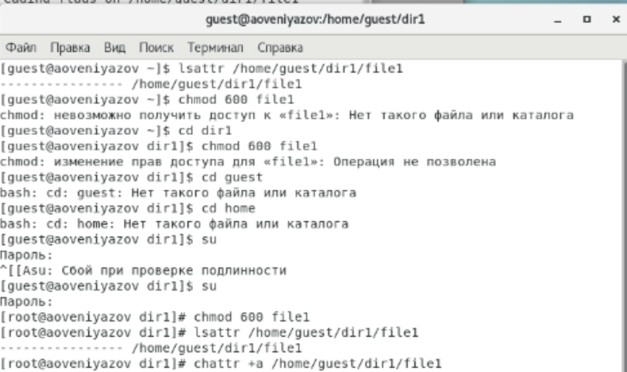 guest@aoveniyazov:/home/guest/dir1
Файл Правка Вид Поиск Терминал Справка
[guest@aoveniyazov ~]$ lsattr /home/guest/dir1/file1
---------------- /home/guest/dir1/file1
[guest@aoveniyazov ~]$ chmod 600 file1
chmod: невозможно получить доступ к «file1»: Нет такого файла или каталога
[guest@aoveniyazov ~]$ cd dir1
[guest@aoveniyazov dir1]$ chmod 600 file1
chmod: изменение прав доступа для «file1»: Операция не позволена
[guest@aoveniyazov dir1]$ cd guest
bash: cd: guest: Нет такого файла или каталога
[guest@aoveniyazov dir1]$ cd home
bash: cd: home: Нет такого файла или каталога
[guest@aoveniyazov dir1]$ su
Пароль:
^[[Asu: Сбой при проверке подлинности
[guest@aoveniyazov dir1]$ su
Пароль:
[root@aoveniyazov dir1]# chmod 600 file1
[root@aoveniyazov dir1]# lsattr /home/guest/dir1/file1
---------------- /home/guest/dir1/file1
[root@aoveniyazov dir1]# chattr +a /home/guest/dir1/file1